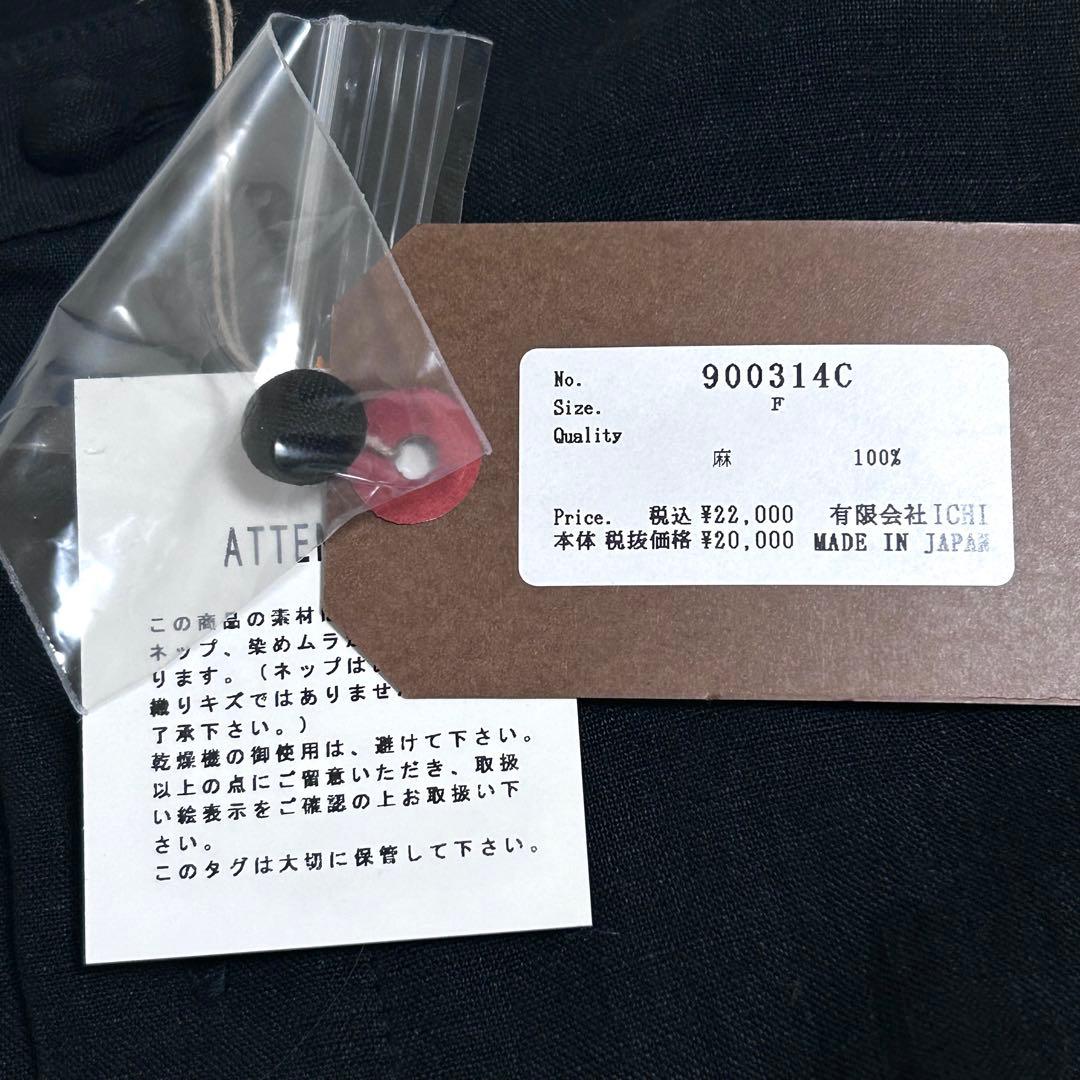 No. 900314C
Size. F
Quality
麻 100%
Price. 税込 ¥22,000 有限会社ICHI
本体 税抜価格 ¥20,000 MADE IN JAPAN
この商品の素材
ネップ、染めムラ
ります。（ネップは
織りキズではありませ
了承下さい。）
乾燥機の御使用は、避けて下さい。
以上の点にご留意いただき、取扱
い絵表示をご確認の上お取扱い下
さい。
このタグは大切に保管して下さい。